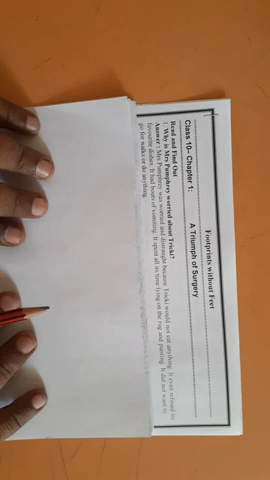 Footprints without Feet
Class 10– Chapter 1: A Triumph of Surgery
Read and Find Out
1. Why is Mrs Pumphrey worried about Tricki?
Answer : Mrs Pumphrey was worried and distraught because Tricki would not eat anything. It even refused its
favourite dishes. It had bouts of vomiting. It spent all its time lying on the rug and panting. It did not want to
go for walks or do anything.